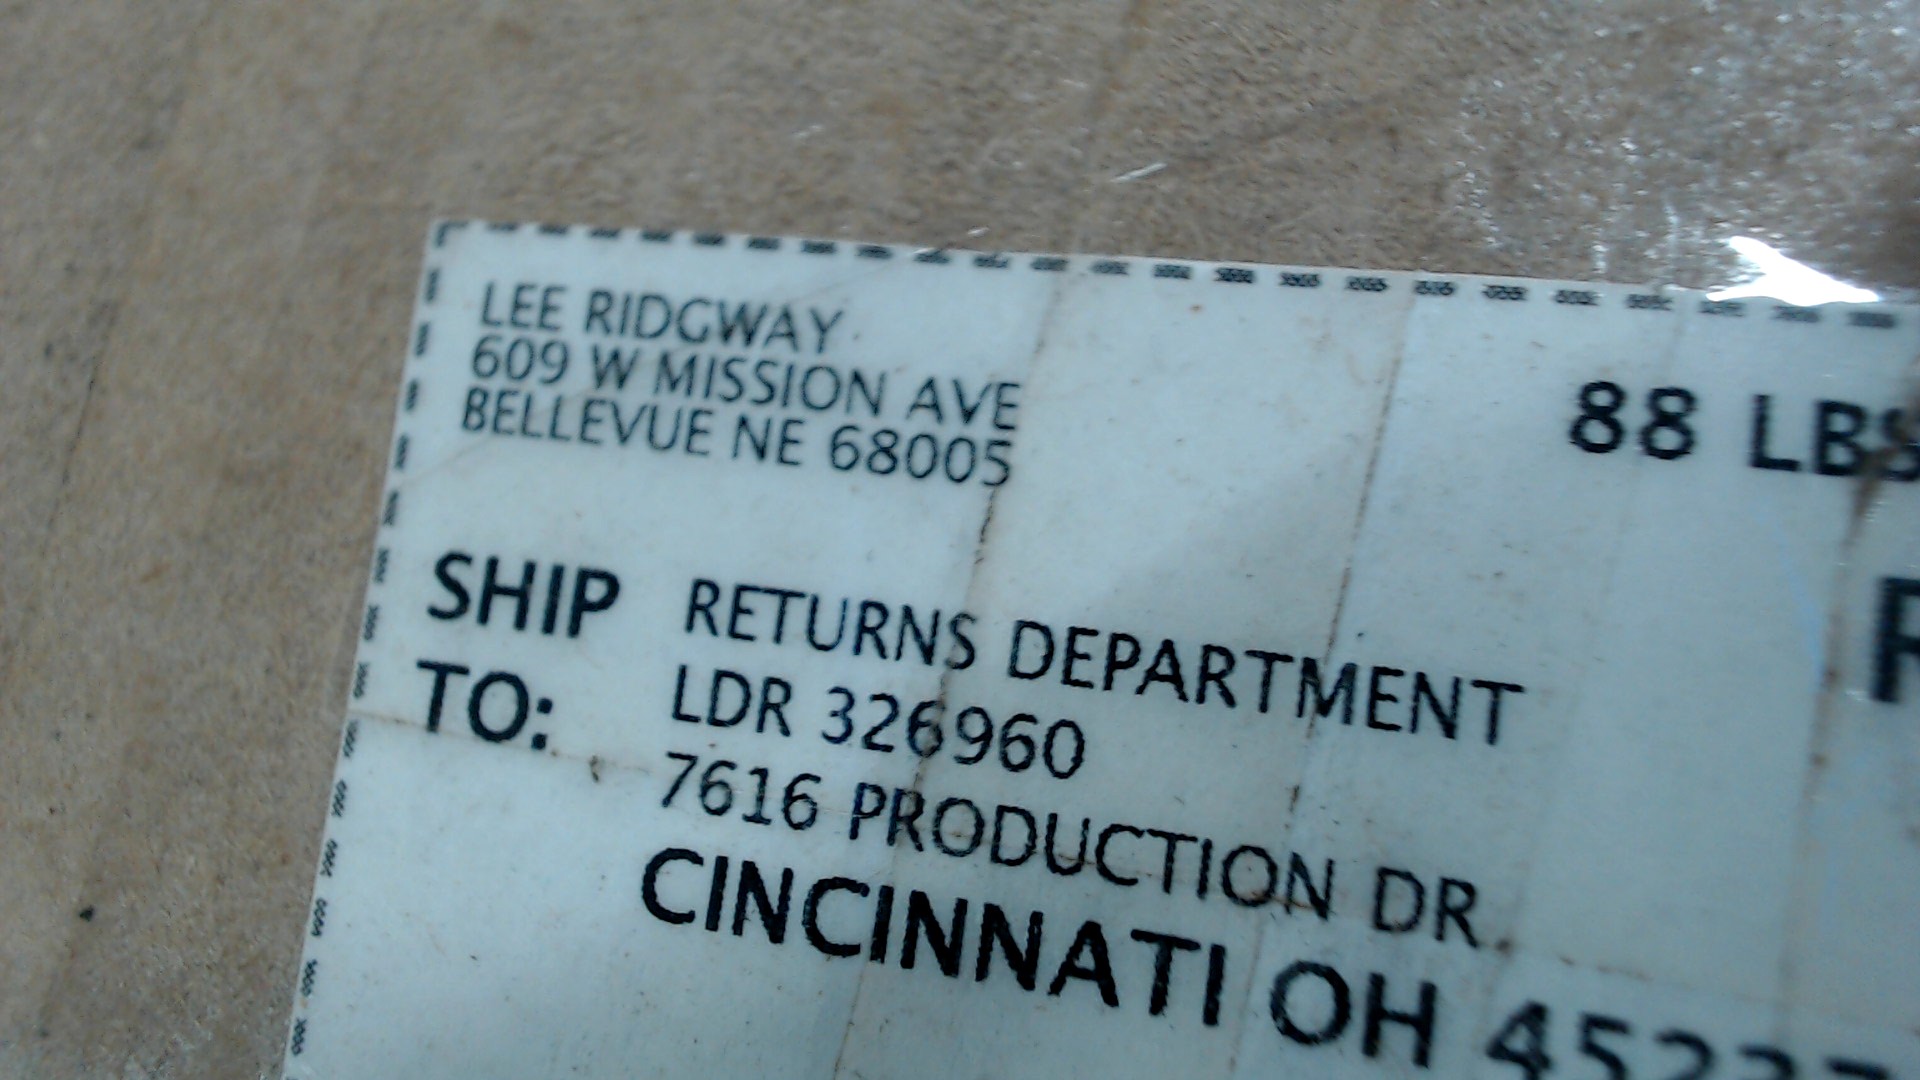 LEE RIDGWAY
609 W MISSION AVE
BELLEVUE NE 68005
88 LBS
SHIP TO:
RETURNS DEPARTMENT
LDR 326960
7616 PRODUCTION DR
CINCINNATI OH